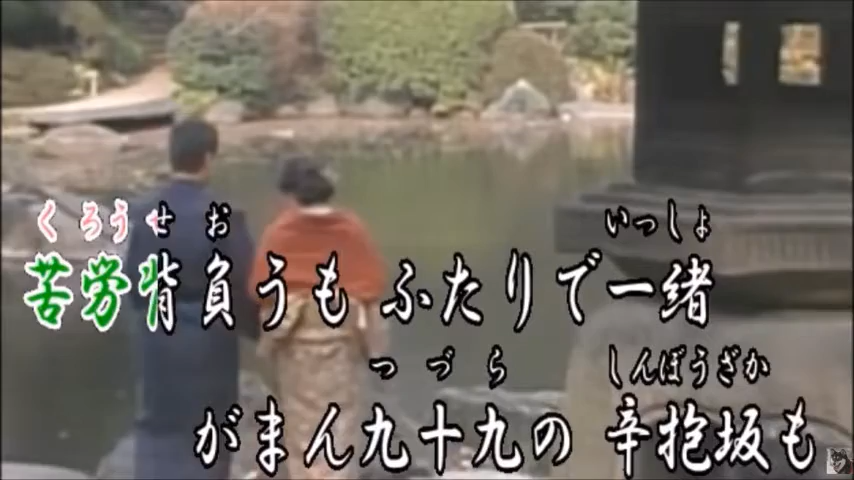 くろうせお いっしょ
苦労背負うも ふたりで一緒
つづら しんぼうざか
がまん九十九の 辛抱坂も